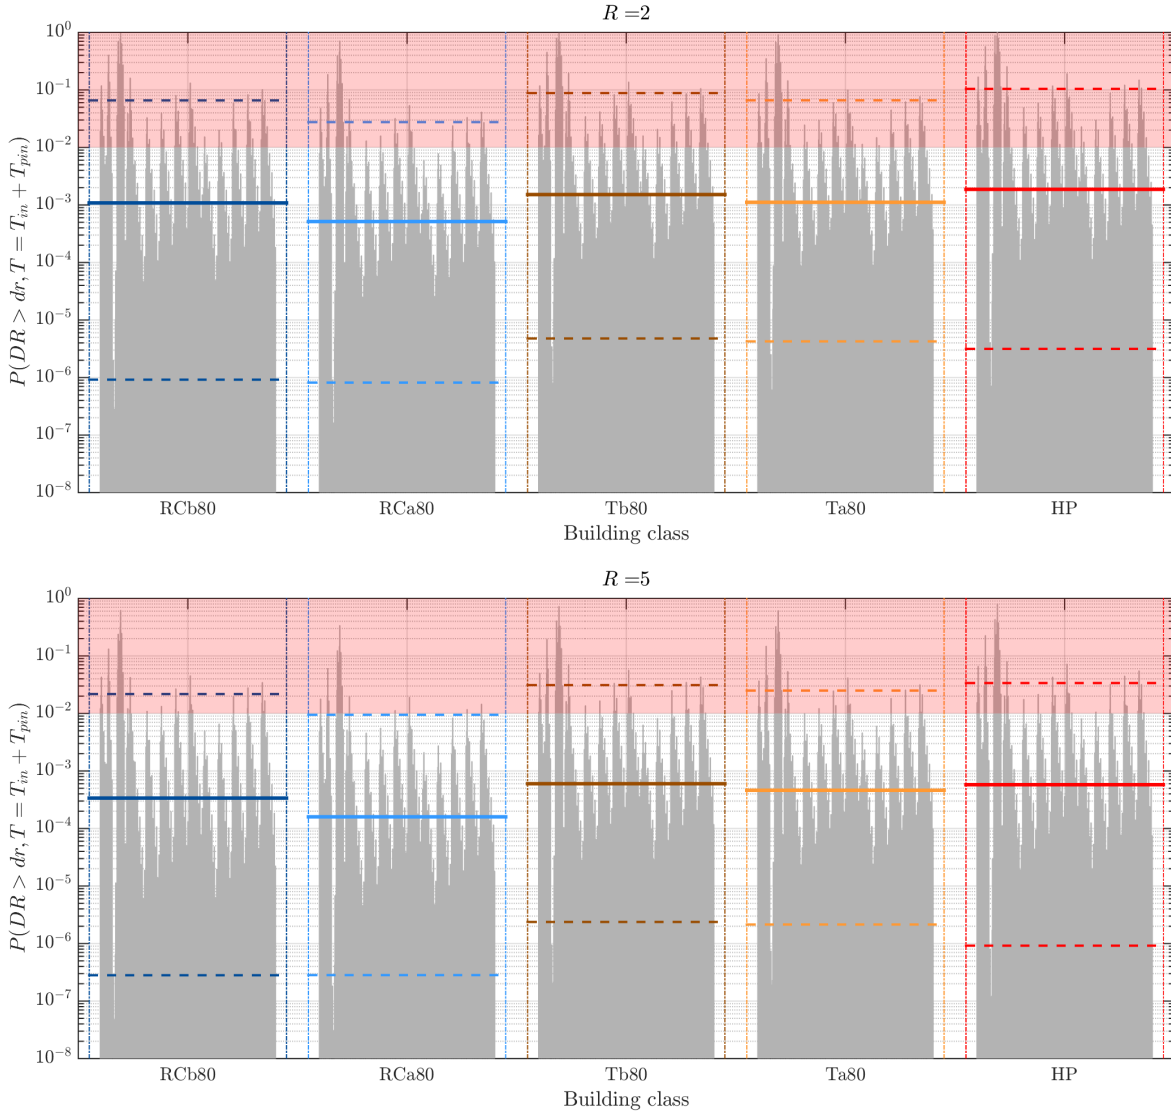 R =2
P(DR > dr, T = T_in + T_pin)
10^0
10^-1
10^-2
10^-3
10^-4
10^-5
10^-6
10^-7
10^-8
RCb80 RCa80 Tb80 Ta80 HP
Building class
R =5
P(DR > dr, T = T_in + T_pin)
10^0
10^-1
10^-2
10^-3
10^-4
10^-5
10^-6
10^-7
10^-8
RCb80 RCa80 Tb80 Ta80 HP
Building class